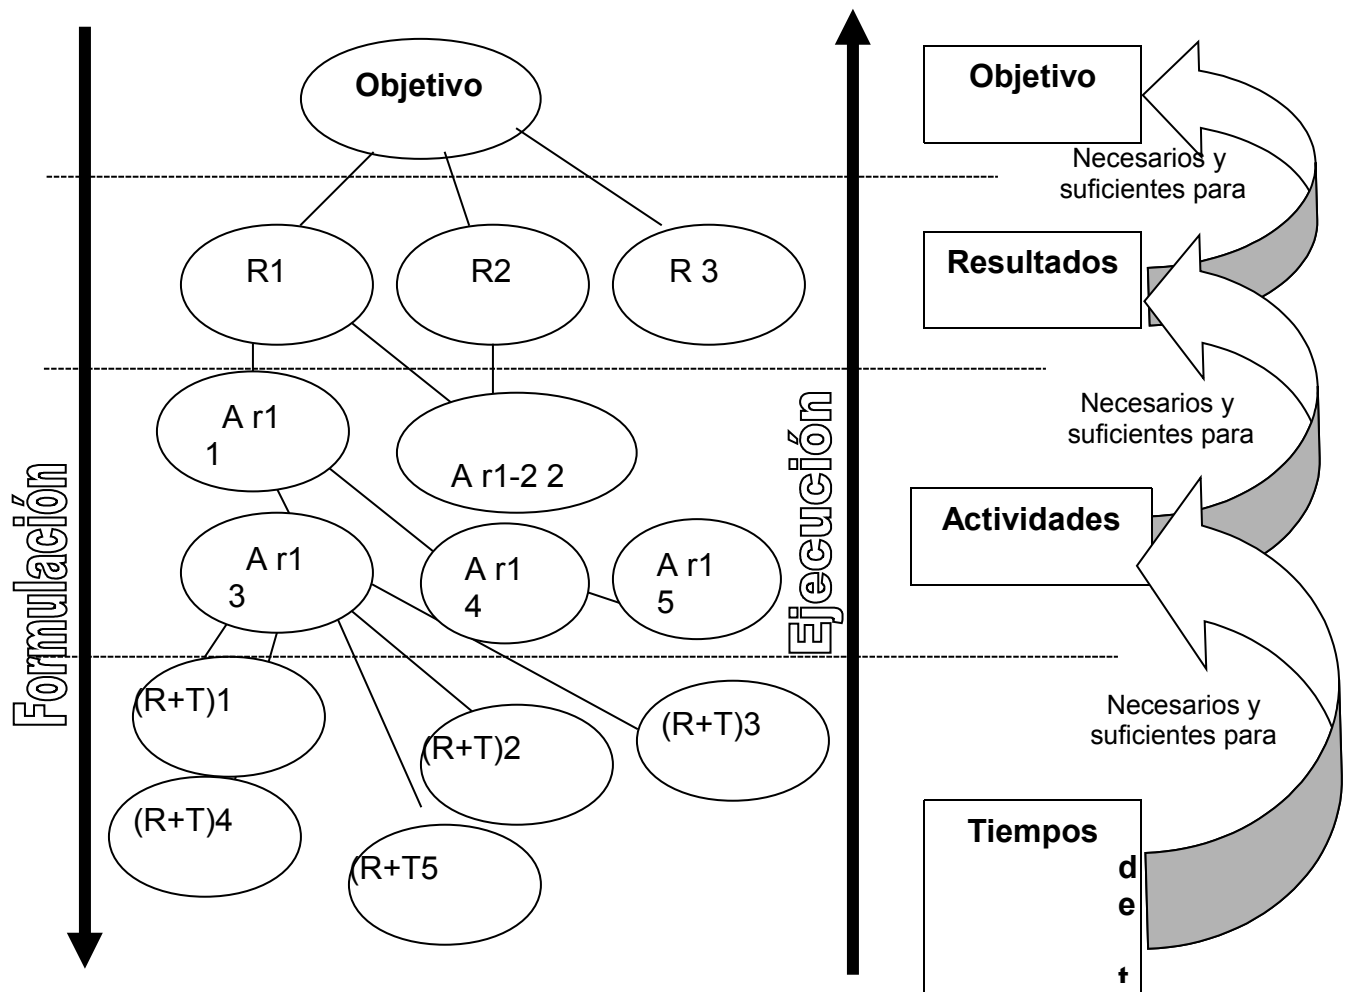 Objetivo
R1
R2
R 3
A r1
1
A r1-2 2
A r1
3
A r1
4
A r1
5
(R+T)1
(R+T)2
(R+T)3
(R+T)4
(R+T5
Formulación
Ejecución
Objetivo
Necesarios y
suficientes para
Resultados
Necesarios y
suficientes para
Actividades
Necesarios y
suficientes para
Tiempos
d
e